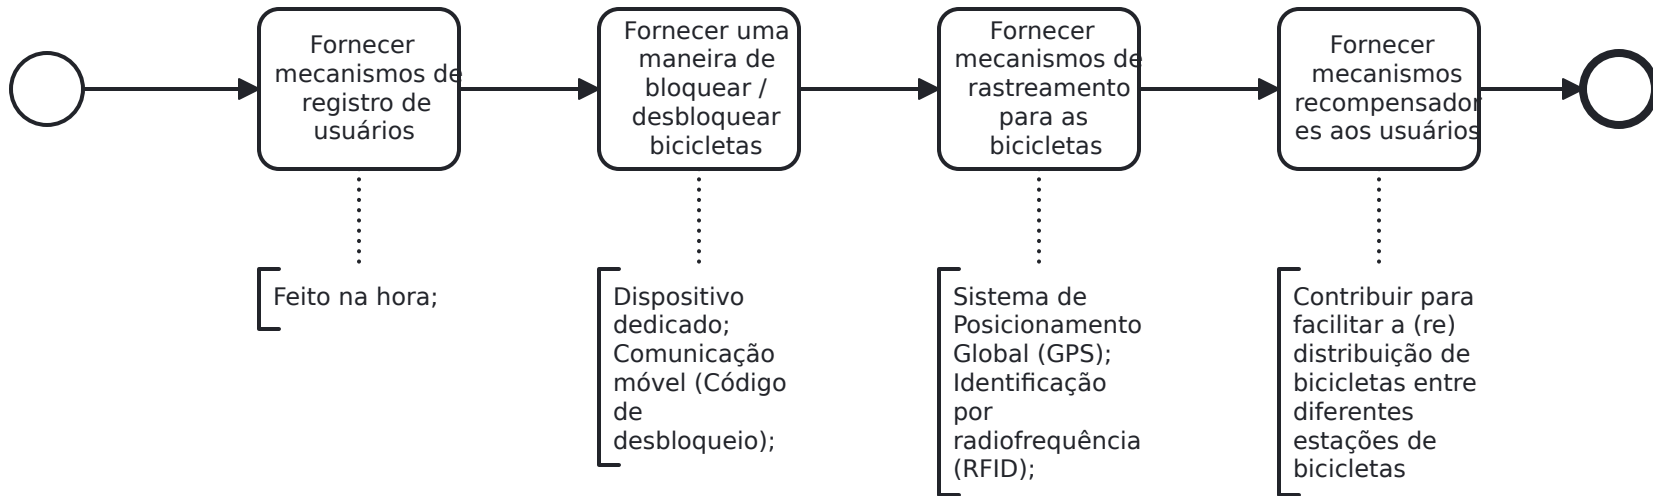 Fornecer
mecanismos de
registro de
usuários
Fornecer uma
maneira de
bloquear /
desbloquear
bicicletas
Fornecer
mecanismos de
rastreamento
para as
bicicletas
Fornecer
mecanismos
recompensador
es aos usuários
Feito na hora;
Dispositivo
dedicado;
Comunicação
móvel (Código
de
desbloqueio);
Sistema de
Posicionamento
Global (GPS);
Identificação
por
radiofrequência
(RFID);
Contribuir para
facilitar a (re)
distribuição de
bicicletas entre
diferentes
estações de
bicicletas